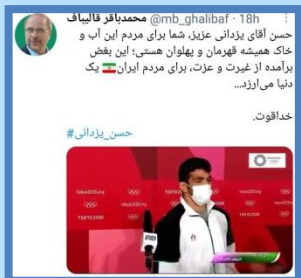 محمدباقر قالیباف @mb_ghalibaf · 18h
حسن آقای یزدانی عزیز، شما برای مردم این آب و
خاک همیشه قهرمان و پهلوان هستی؛ این بغض
برآمده از غیرت و عزت، برای مردم ایران یک
دنیا می‌ارزد...
خداقوت.
#حسن_یزدانی
TOKYO 2020